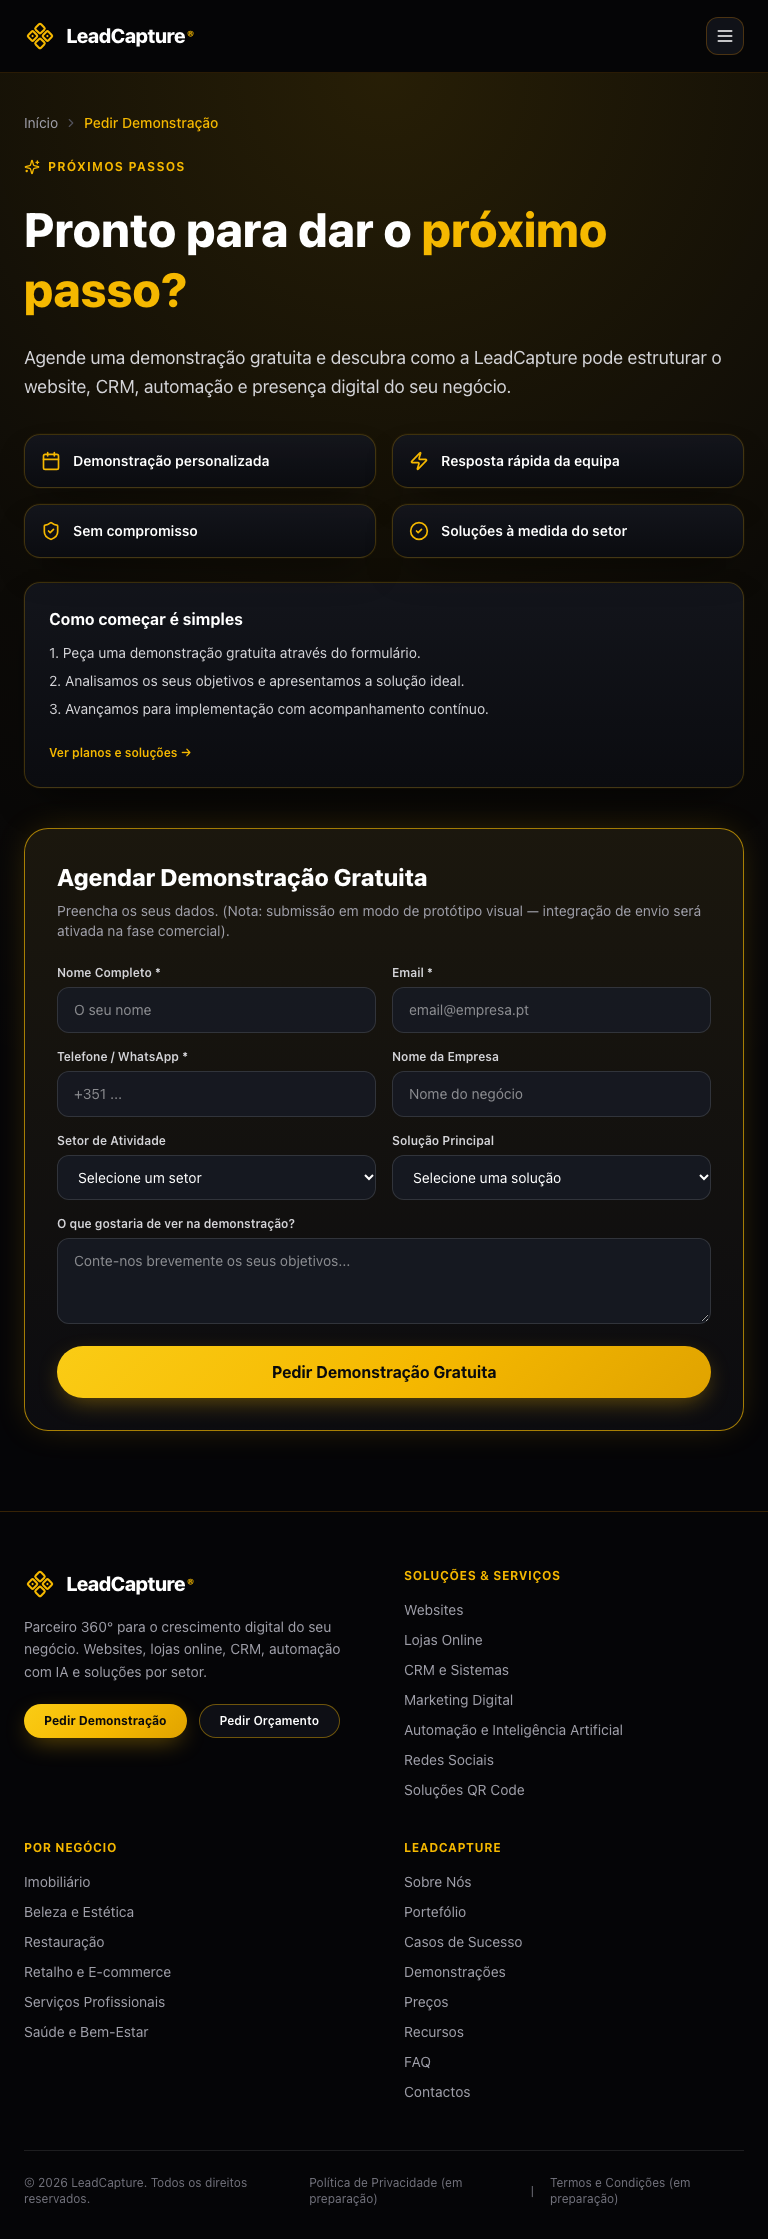 LeadCapture®
Início > Pedir Demonstração
PRÓXIMOS PASSOS
Pronto para dar o próximo
passo?
Agende uma demonstração gratuita e descubra como a LeadCapture pode estruturar o
website, CRM, automação e presença digital do seu negócio.
Demonstração personalizada
Resposta rápida da equipa
Sem compromisso
Soluções à medida do setor
Como começar é simples
1. Peça uma demonstração gratuita através do formulário.
2. Analisamos os seus objetivos e apresentamos a solução ideal.
3. Avançamos para implementação com acompanhamento contínuo.
Ver planos e soluções →
Agendar Demonstração Gratuita
Preencha os seus dados. (Nota: submissão em modo de protótipo visual — integração de envio será
ativada na fase comercial).
Nome Completo *
Email *
O seu nome
email@empresa.pt
Telefone / WhatsApp *
Nome da Empresa
+351 ...
Nome do negócio
Setor de Atividade
Solução Principal
Selecione um setor
Selecione uma solução
O que gostaria de ver na demonstração?
Conte-nos brevemente os seus objetivos...
Pedir Demonstração Gratuita
LeadCapture®
Parceiro 360° para o crescimento digital do seu
negócio. Websites, lojas online, CRM, automação
com IA e soluções por setor.
Pedir Demonstração
Pedir Orçamento
SOLUÇÕES & SERVIÇOS
Websites
Lojas Online
CRM e Sistemas
Marketing Digital
Automação e Inteligência Artificial
Redes Sociais
Soluções QR Code
POR NEGÓCIO
Imobiliário
Beleza e Estética
Restauração
Retalho e E-commerce
Serviços Profissionais
Saúde e Bem-Estar
LEADCAPTURE
Sobre Nós
Portefólio
Casos de Sucesso
Demonstrações
Preços
Recursos
FAQ
Contactos
© 2026 LeadCapture. Todos os direitos
reservados.
Política de Privacidade (em
preparação)
|
Termos e Condições (em
preparação)